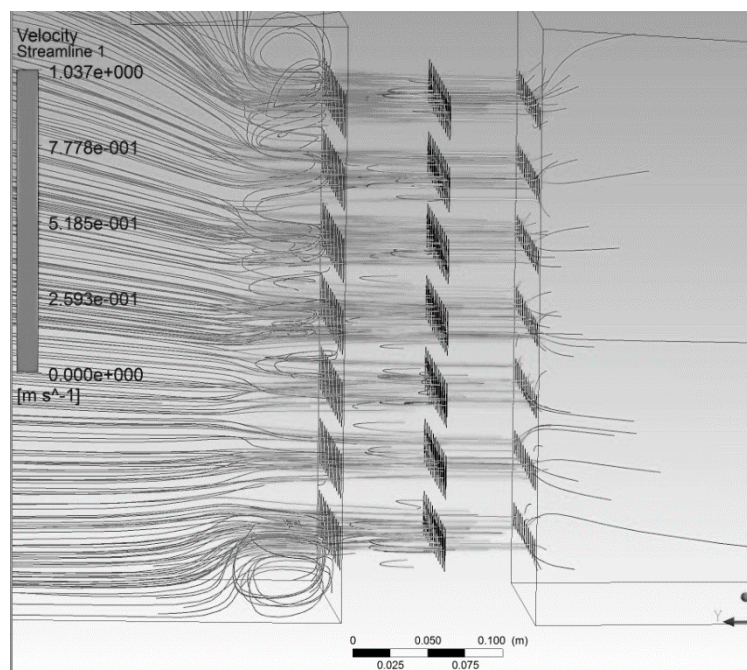 Velocity
Streamline 1
1.037e+000
7.778e-001
5.185e-001
2.593e-001
0.000e+000
[m s^-1]
Y
0 0.050 0.100 (m)
0.025 0.075